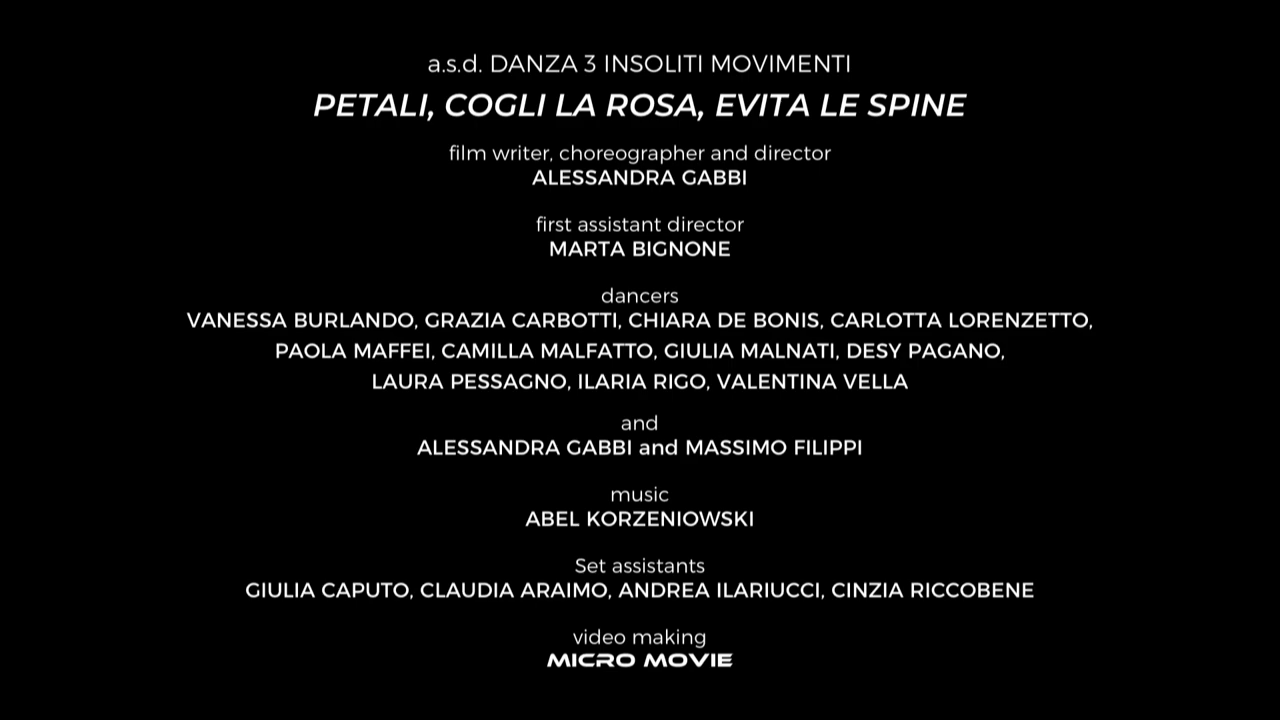 a.s.d. DANZA 3 INSOLITI MOVIMENTI
PETALI, COGLI LA ROSA, EVITA LE SPINE
film writer, choreographer and director
ALESSANDRA GABBI
first assistant director
MARTA BIGNONE
dancers
VANESSA BURLANDO, GRAZIA CARBOTTI, CHIARA DE BONIS, CARLOTTA LORENZETTO,
PAOLA MAFFEI, CAMILLA MALFATTO, GIULIA MALNATI, DESY PAGANO,
LAURA PESSAGNO, ILARIA RIGO, VALENTINA VELLA
and
ALESSANDRA GABBI and MASSIMO FILIPPI
music
ABEL KORZENIOWSKI
Set assistants
GIULIA CAPUTO, CLAUDIA ARAIMO, ANDREA ILARIUCCI, CINZIA RICCOBENE
video making
MICRO MOVIE